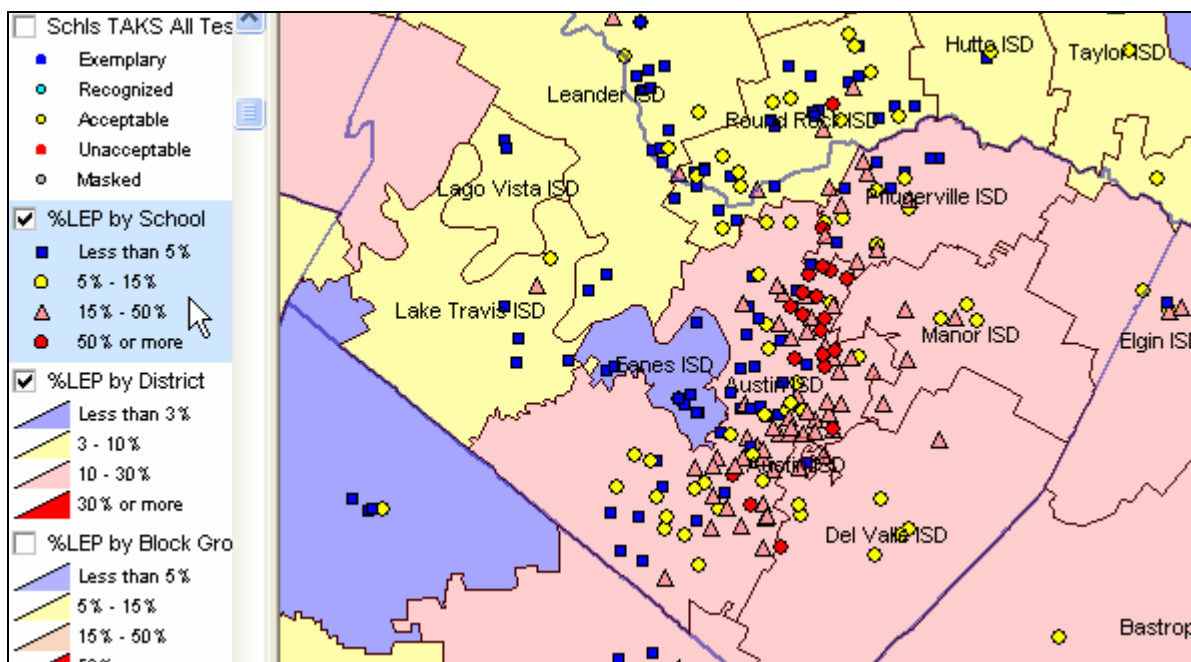 Schls TAKS All Tes
Exemplary
Recognized
Acceptable
Unacceptable
Masked
%LEP by School
Less than 5%
5% - 15%
15% - 50%
50% or more
%LEP by District
Less than 3%
3 - 10%
10 - 30%
30% or more
%LEP by Block Gro
Less than 5%
5% - 15%
15% - 50%
Hutto ISD
Taylor ISD
Leander ISD
Round Rock ISD
Lago Vista ISD
Pflugerville ISD
Lake Travis ISD
Manor ISD
Elgin ISD
Eanes ISD
Austin ISD
Austin ISD
Del Valle ISD
Bastrop